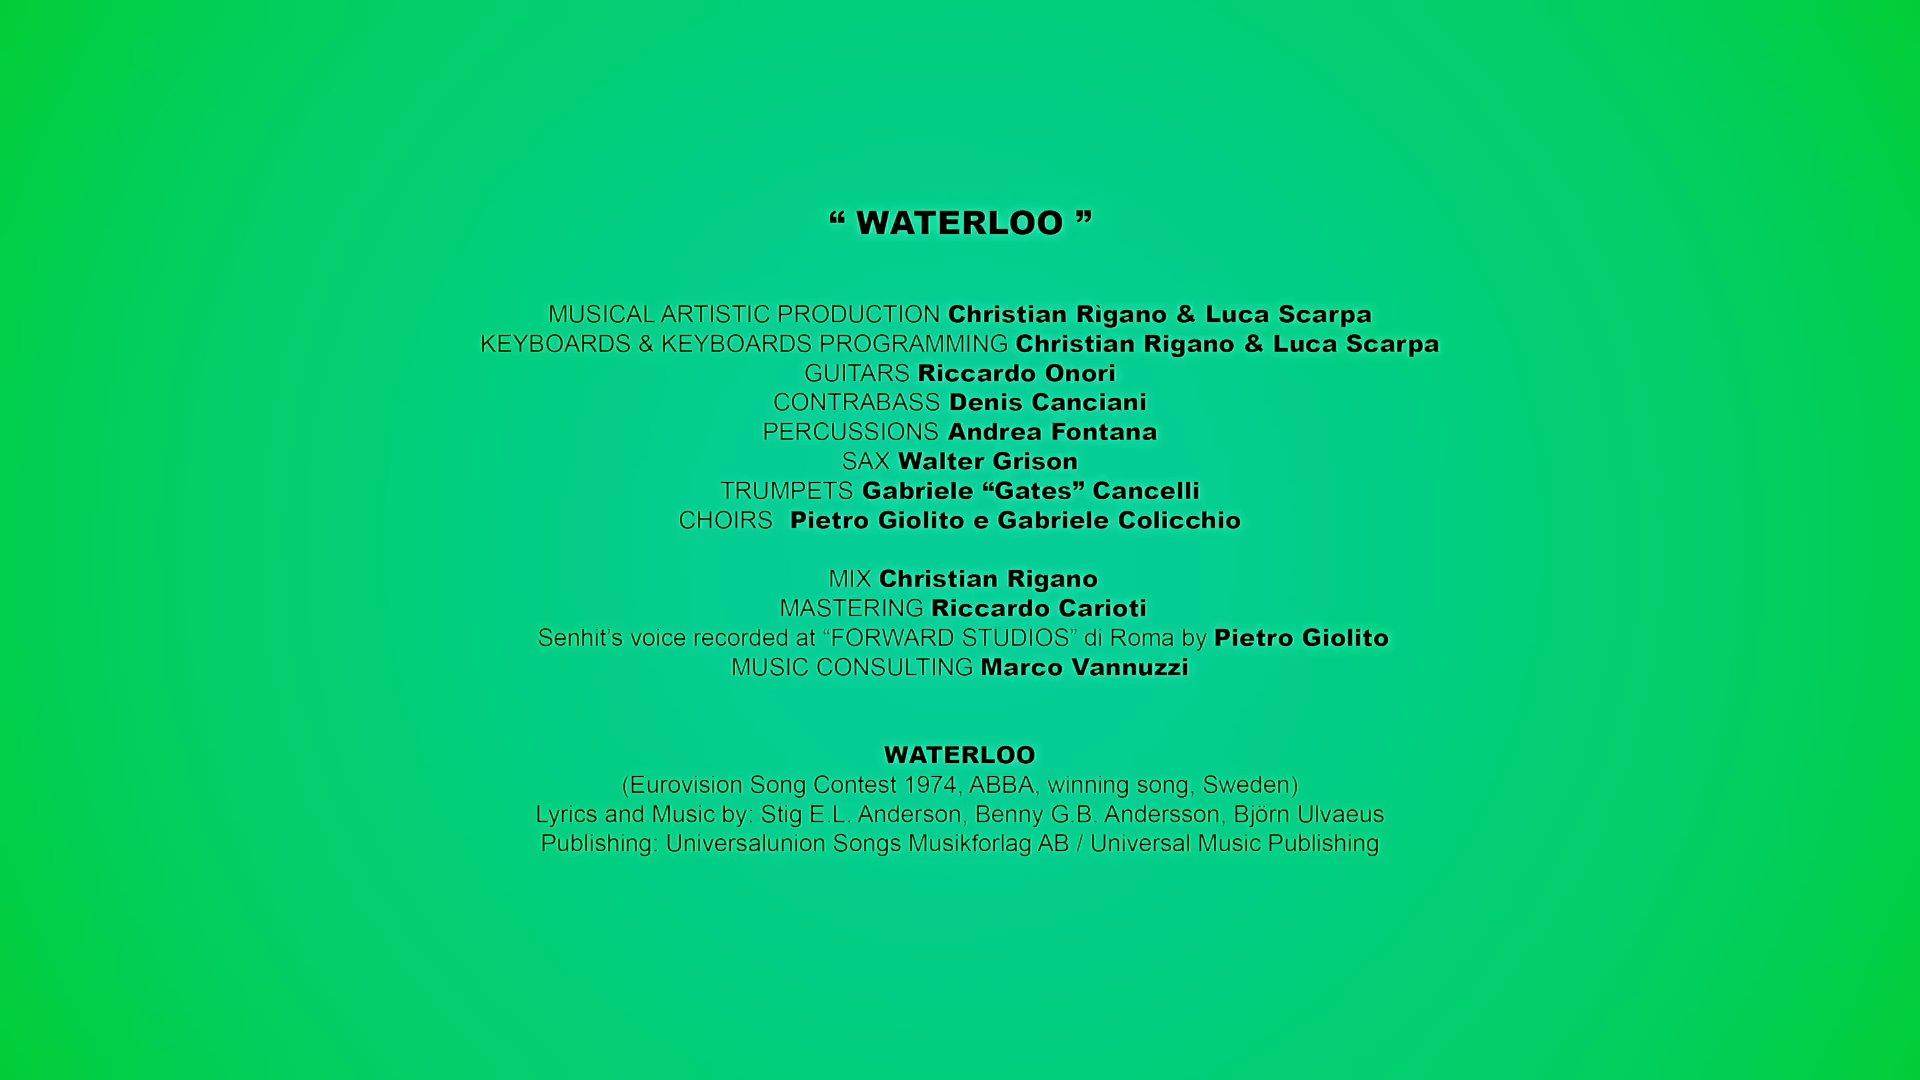 “ WATERLOO ”
MUSICAL ARTISTIC PRODUCTION Christian Rìgano & Luca Scarpa
KEYBOARDS & KEYBOARDS PROGRAMMING Christian Rigano & Luca Scarpa
GUITARS Riccardo Onori
CONTRABASS Denis Canciani
PERCUSSIONS Andrea Fontana
SAX Walter Grison
TRUMPETS Gabriele “Gates” Cancelli
CHOIRS Pietro Giolito e Gabriele Colicchio
MIX Christian Rigano
MASTERING Riccardo Carioti
Senhit’s voice recorded at “FORWARD STUDIOS” di Roma by Pietro Giolito
MUSIC CONSULTING Marco Vannuzzi
WATERLOO
(Eurovision Song Contest 1974, ABBA, winning song, Sweden)
Lyrics and Music by: Stig E.L. Anderson, Benny G.B. Andersson, Björn Ulvaeus
Publishing: Universalunion Songs Musikforlag AB / Universal Music Publishing